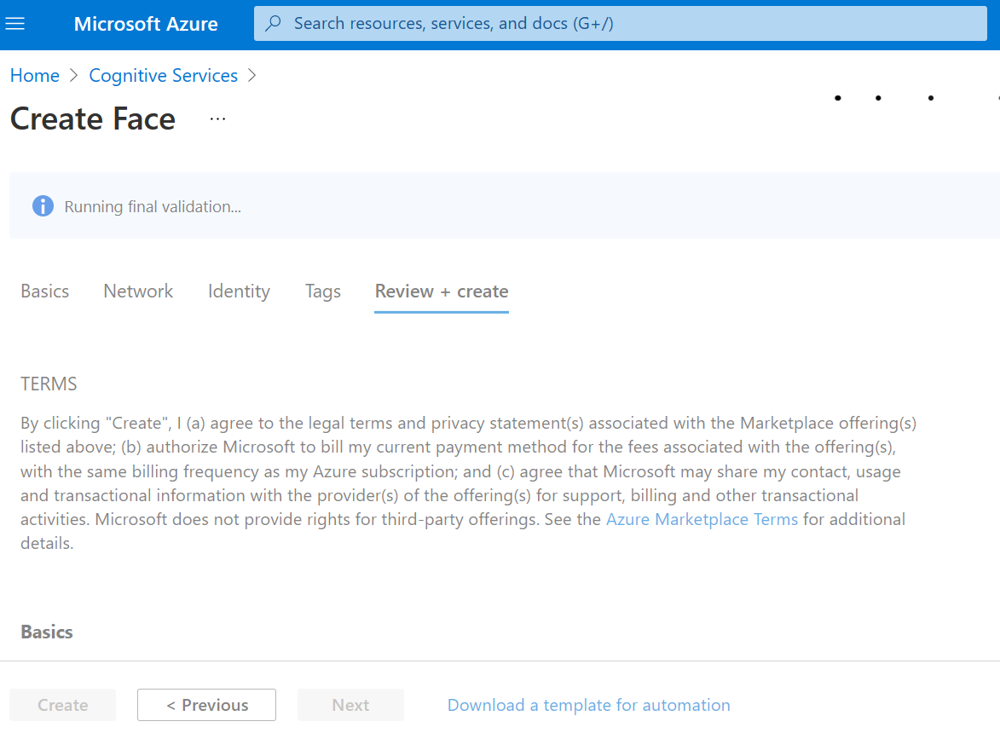 Microsoft Azure
Search resources, services, and docs (G+/)
Home > Cognitive Services >
Create Face ...
Running final validation...
Basics Network Identity Tags Review + create
TERMS
By clicking "Create", I (a) agree to the legal terms and privacy statement(s) associated with the Marketplace offering(s)
listed above; (b) authorize Microsoft to bill my current payment method for the fees associated with the offering(s),
with the same billing frequency as my Azure subscription; and (c) agree that Microsoft may share my contact, usage
and transactional information with the provider(s) of the offering(s) for support, billing and other transactional
activities. Microsoft does not provide rights for third-party offerings. See the Azure Marketplace Terms for additional
details.
Basics
Create < Previous Next Download a template for automation